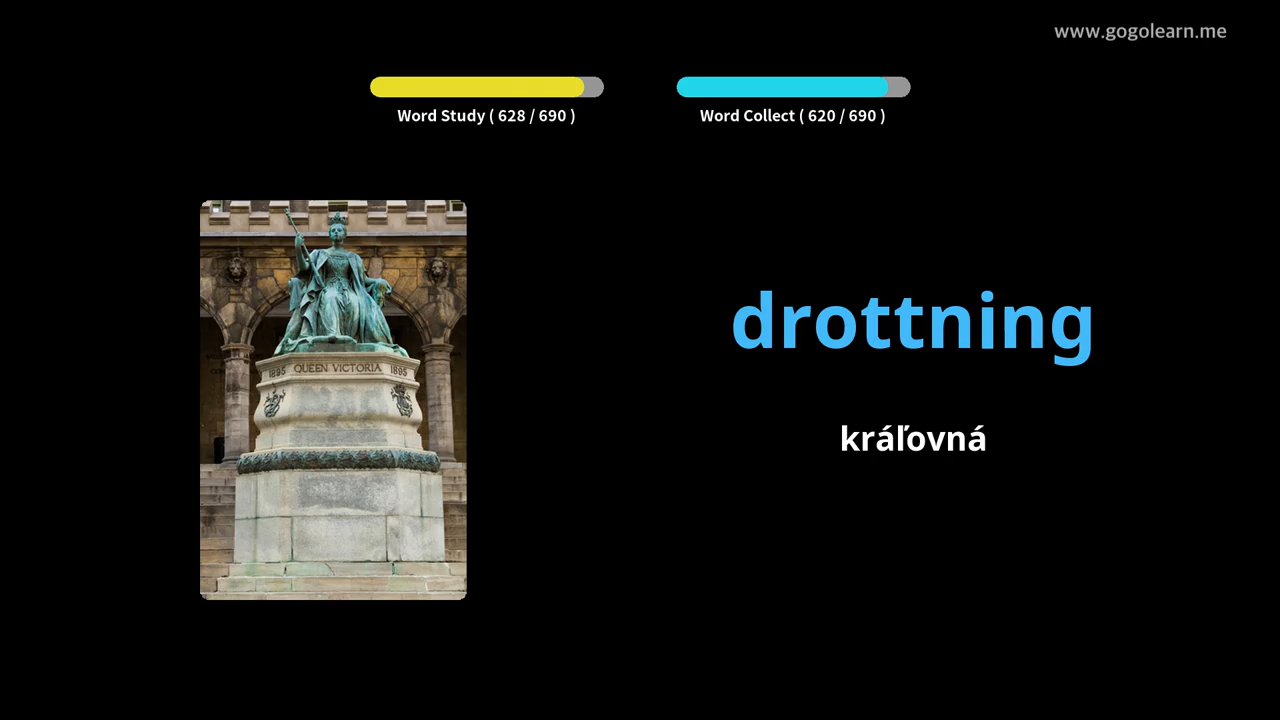 www.gogolearn.me
Word Study ( 628 / 690 )
Word Collect ( 620 / 690 )
1895 QUEEN VICTORIA 1895
drottning
kráľovná